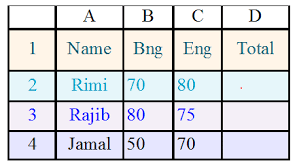 A B C D
1 Name Bng Eng Total
2 Rimi 70 80
3 Rajib 80 75
4 Jamal 50 70